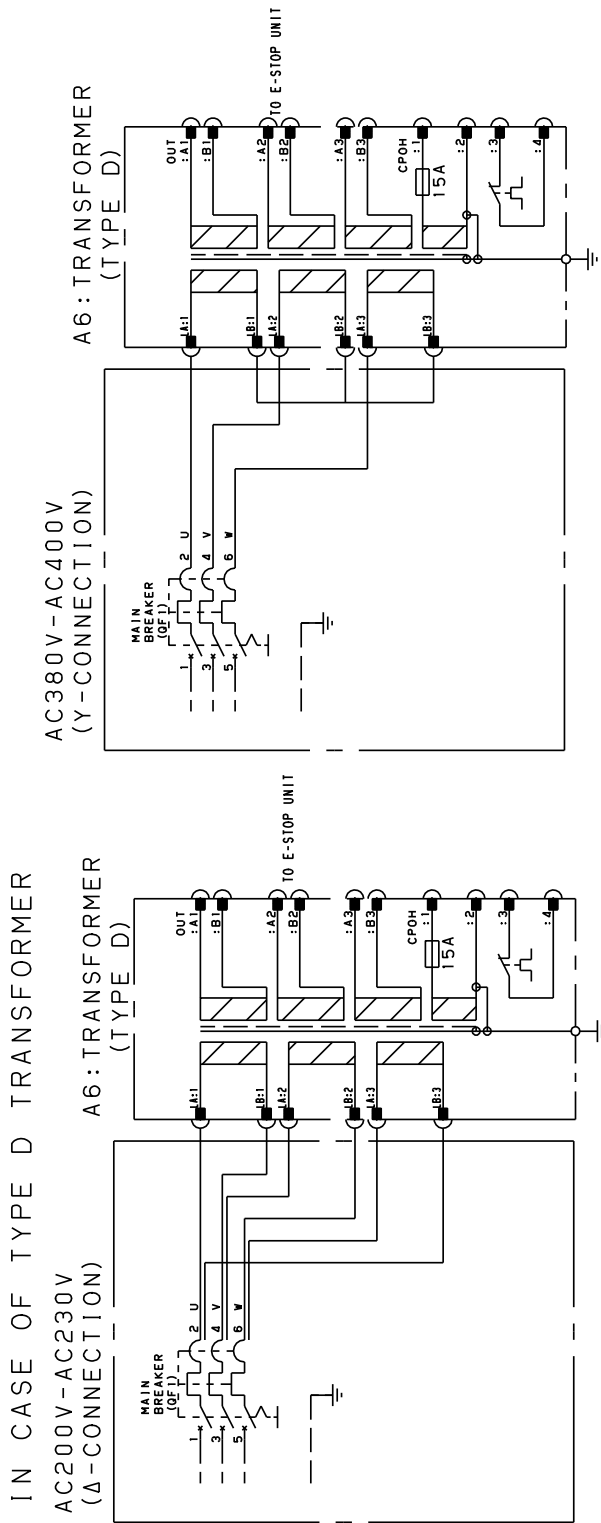 IN CASE OF TYPE D TRANSFORMER
AC200V-AC230V
(Δ-CONNECTION)
A6:TRANSFORMER
(TYPE D)
MAIN
BREAKER
(QF1)
1
3
5
2 U
4 V
6 W
LA:1
LB:1
LA:2
LB:2
LA:3
LB:3
OUT
:A1
:B1
:A2
:B2
:A3
:B3
CPOH
:1
15A
:2
:3
:4
TO E-STOP UNIT
AC380V-AC400V
(Y-CONNECTION)
A6:TRANSFORMER
(TYPE D)
MAIN
BREAKER
(QF1)
1
3
5
2 U
4 V
6 W
LA:1
LB:1
LA:2
LB:2
LA:3
LB:3
OUT
:A1
:B1
:A2
:B2
:A3
:B3
CPOH
:1
15A
:2
:3
:4
TO E-STOP UNIT